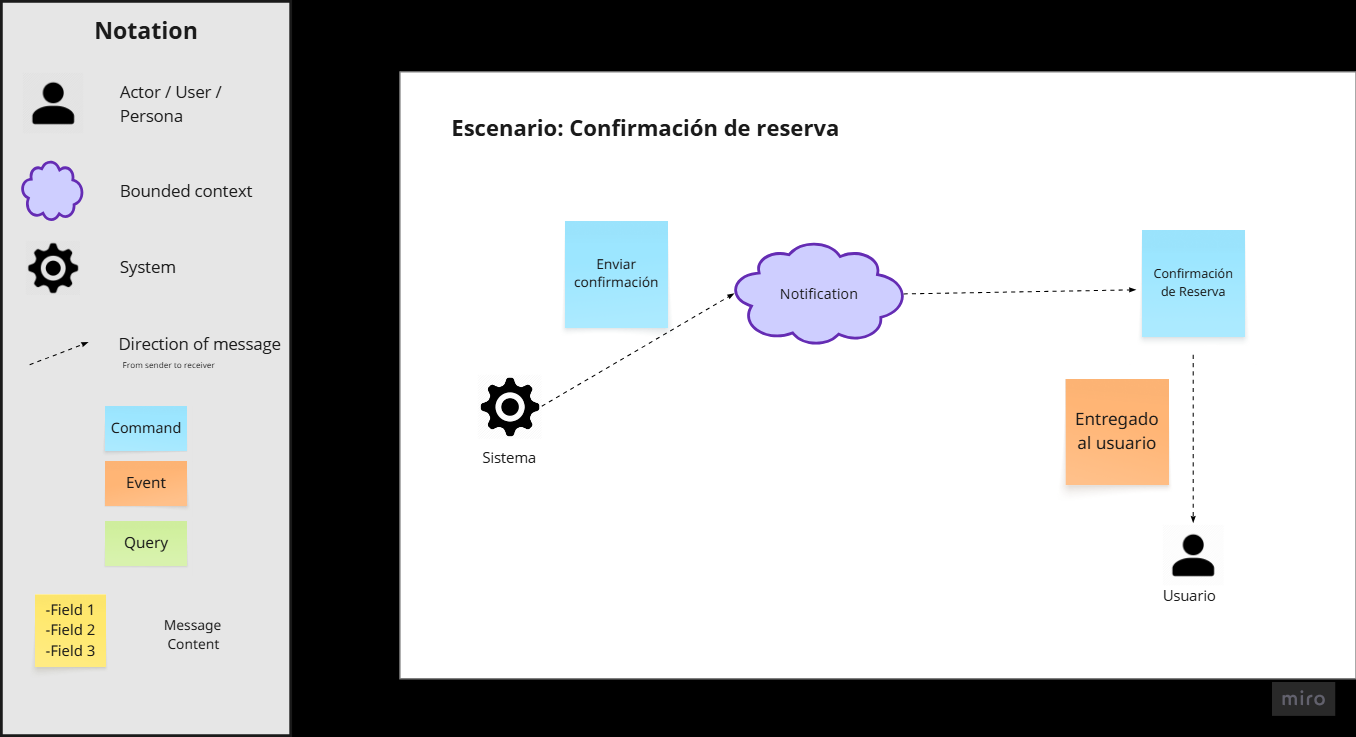 Notation
Actor / User /
Persona
Bounded context
System
Direction of message
From sender to receiver
Command
Event
Query
-Field 1
-Field 2
-Field 3
Message
Content
Escenario: Confirmación de reserva
Enviar
confirmación
Notification
Confirmación
de Reserva
Sistema
Entregado
al usuario
Usuario
miro